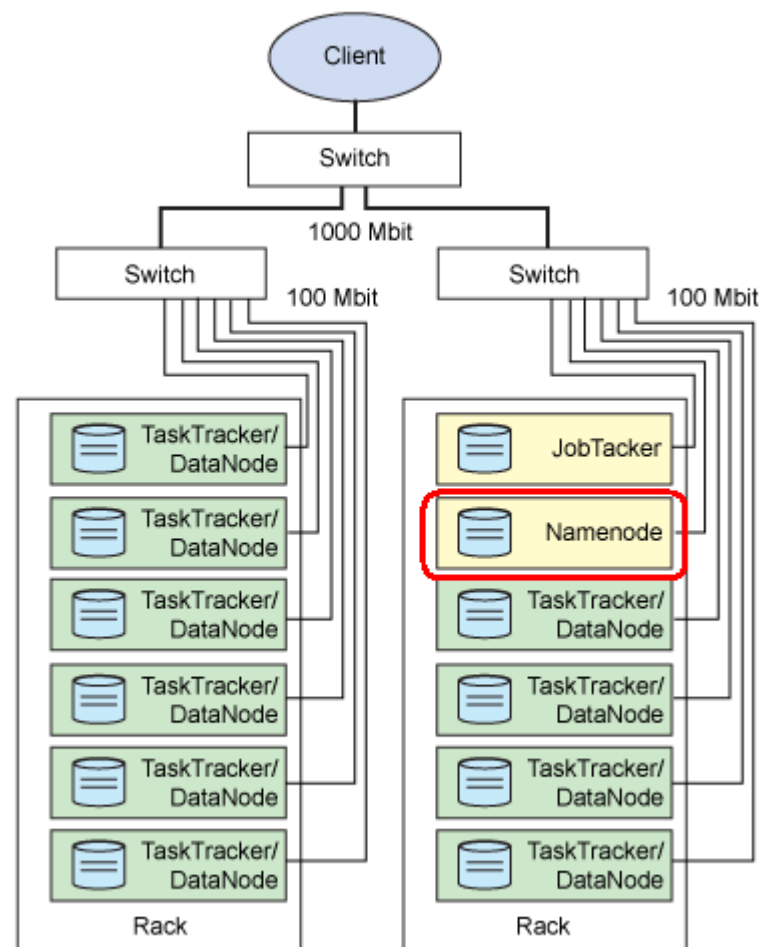 Client
Switch
1000 Mbit
Switch
Switch
100 Mbit
100 Mbit
TaskTracker/
DataNode
TaskTracker/
DataNode
TaskTracker/
DataNode
TaskTracker/
DataNode
TaskTracker/
DataNode
TaskTracker/
DataNode
Rack
JobTacker
Namenode
TaskTracker/
DataNode
TaskTracker/
DataNode
TaskTracker/
DataNode
TaskTracker/
DataNode
Rack